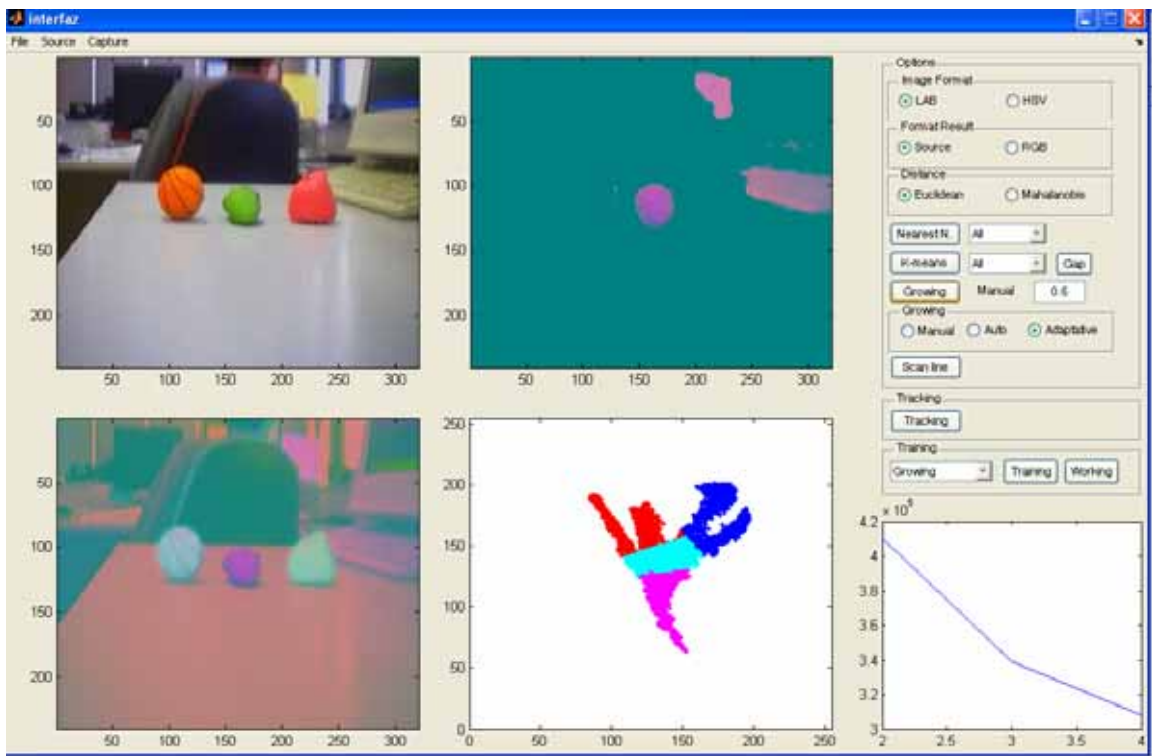 interfaz
File Source Capture
50
100
150
200
50 100 150 200 250 300
50
100
150
200
50 100 150 200 250 300
Options
Image Format
LAB HSV
Format Result
Source RGB
Distance
Euclidean Mahalanobis
Nearest N. All
K-means All Gap
Growing Manual 0.6
Growing
Manual Auto Adaptative
Scan line
Tracking
Tracking
Training
Growing Training Working
50
100
150
200
50 100 150 200 250 300
250
200
150
100
50
0
0 50 100 150 200 250
4.2
4
3.8
3.6
3.4
3.2
3
2 2.5 3 3.5 4